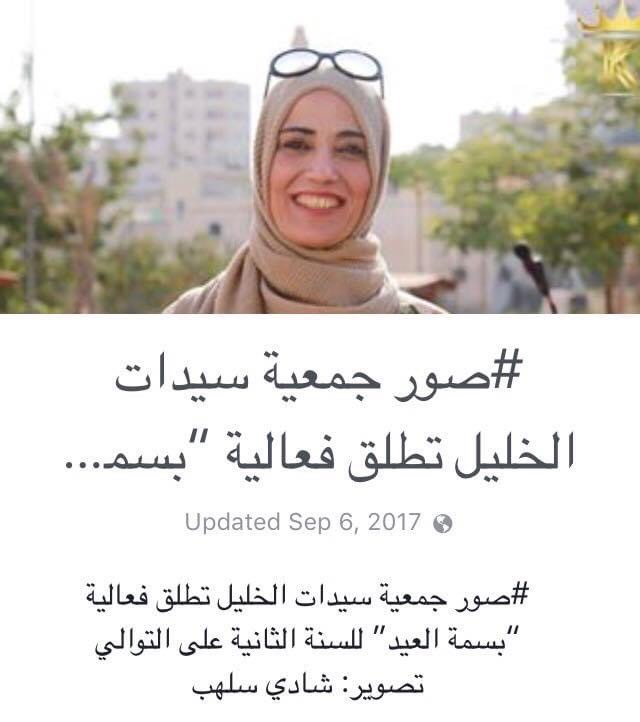 K
#صور جمعية سيدات
الخليل تطلق فعالية “بسمـ...
Updated Sep 6, 2017
#صور جمعية سيدات الخليل تطلق فعالية
“بسمة العيد” للسنة الثانية على التوالي
تصوير: شادي سلهب